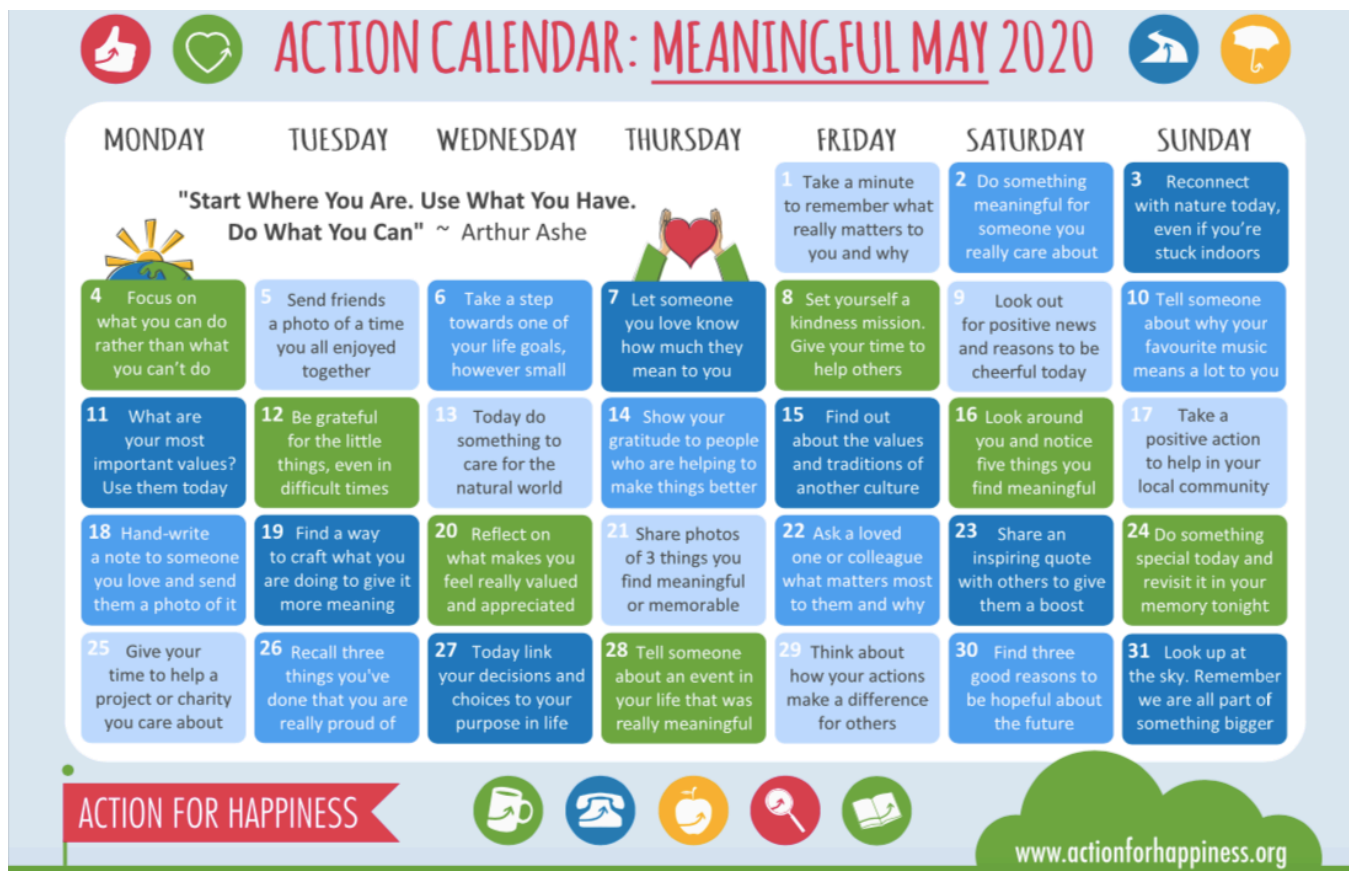 ACTION CALENDAR: MEANINGFUL MAY 2020
MONDAY TUESDAY WEDNESDAY THURSDAY FRIDAY SATURDAY SUNDAY
"Start Where You Are. Use What You Have.
Do What You Can" ~ Arthur Ashe
1 Take a minute
to remember what
really matters to
you and why
2 Do something
meaningful for
someone you
really care about
3 Reconnect
with nature today,
even if you're
stuck indoors
4 Focus on
what you can do
rather than what
you can't do
5 Send friends
a photo of a time
you all enjoyed
together
6 Take a step
towards one of
your life goals,
however small
7 Let someone
you love know
how much they
mean to you
8 Set yourself a
kindness mission.
Give your time to
help others
9 Look out
for positive news
and reasons to be
cheerful today
10 Tell someone
about why your
favourite music
means a lot to you
11 What are
your most
important values?
Use them today
12 Be grateful
for the little
things, even in
difficult times
13 Today do
something to
care for the
natural world
14 Show your
gratitude to people
who are helping to
make things better
15 Find out
about the values
and traditions of
another culture
16 Look around
you and notice
five things you
find meaningful
17 Take a
positive action
to help in your
local community
18 Hand-write
a note to someone
you love and send
them a photo of it
19 Find a way
to craft what you
are doing to give it
more meaning
20 Reflect on
what makes you
feel really valued
and appreciated
21 Share photos
of 3 things you
find meaningful
or memorable
22 Ask a loved
one or colleague
what matters most
to them and why
23 Share an
inspiring quote
with others to give
them a boost
24 Do something
special today and
revisit it in your
memory tonight
25 Give your
time to help a
project or charity
you care about
26 Recall three
things you've
done that you are
really proud of
27 Today link
your decisions and
choices to your
purpose in life
28 Tell someone
about an event in
your life that was
really meaningful
29 Think about
how your actions
make a difference
for others
30 Find three
good reasons to
be hopeful about
the future
31 Look up at
the sky. Remember
we are all part of
something bigger
ACTION FOR HAPPINESS
www.actionforhappiness.org